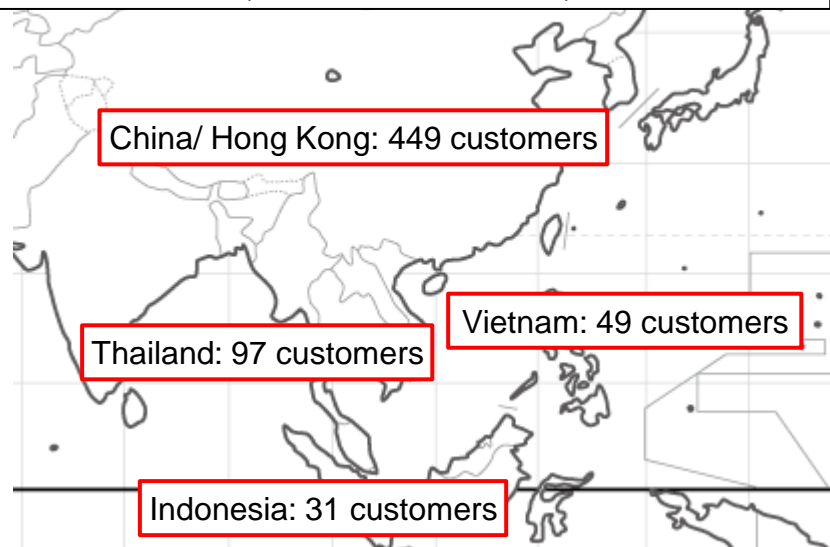 China/ Hong Kong: 449 customers
Vietnam: 49 customers
Thailand: 97 customers
Indonesia: 31 customers